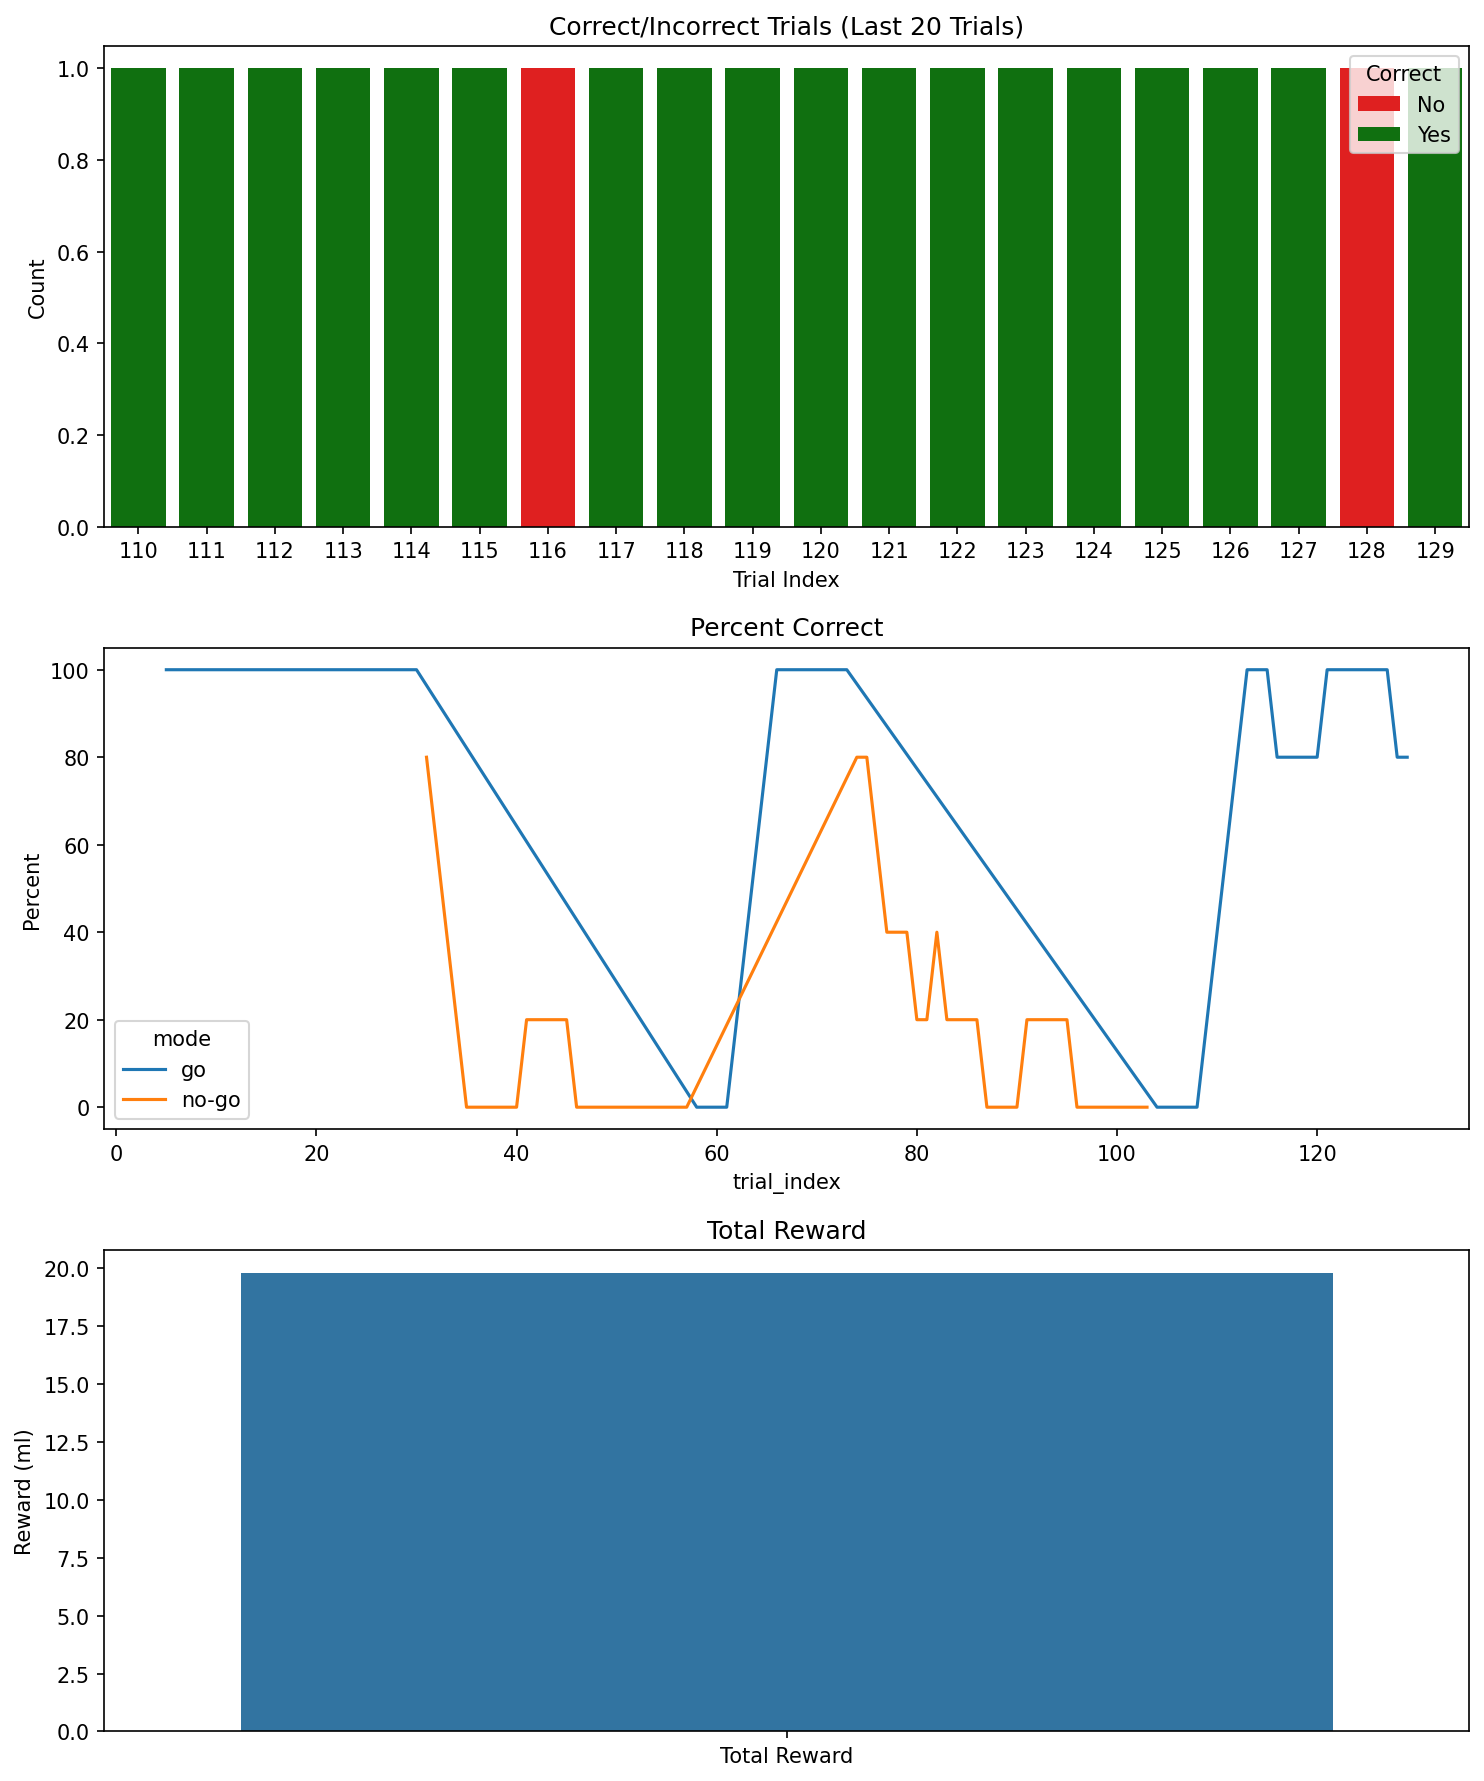 Correct/Incorrect Trials (Last 20 Trials)
Correct
No
Yes
1.0
0.8
0.6
0.4
0.2
0.0
Count
110 111 112 113 114 115 116 117 118 119 120 121 122 123 124 125 126 127 128 129
Trial Index
Percent Correct
100
80
60
40
20
0
Percent
mode
go
no-go
0 20 40 60 80 100 120
trial_index
Total Reward
20.0
17.5
15.0
12.5
10.0
7.5
5.0
2.5
0.0
Reward (ml)
Total Reward